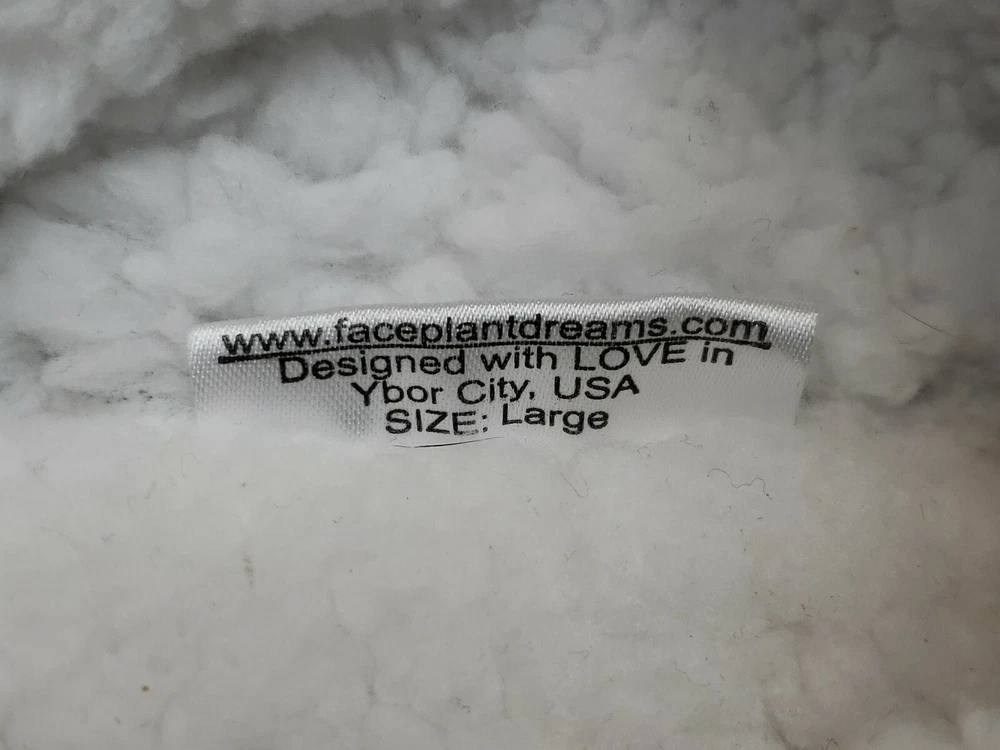 www.faceplantdreams.com
Designed with LOVE in
Ybor City, USA
SIZE: Large